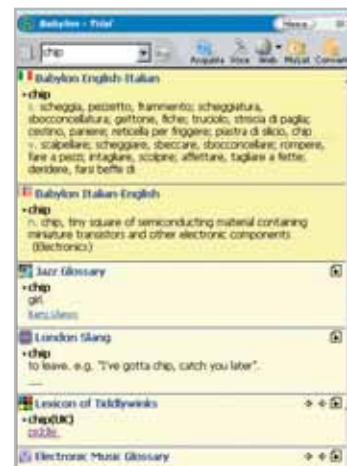 Babylon - Trial
Menu
chip
Acquista Voice Web MyList Convert
Babylon English-Italian
•chip
s. scheggia, pezzetto, frammento; scheggiatura,
sbocconcellatura; gettone, fiche; truciolo, striscia di paglia;
cestino, paniere; reticella per friggere; piastra di silicio, chip
v. scalpellare; scheggiare, sbeccare, sbocconcellare; rompere,
fare a pezzi; intagliare, scolpire; affettare, tagliare a fette;
deridere, farsi beffe di
Babylon Italian-English
•chip
n. chip, tiny square of semiconducting material containing
miniature transistors and other electronic components
(Electronics)
Jazz Glossary
•chip
girl
London Slang
•chip
to leave. e.g. "I've gotta chip, catch you later".
Lexicon of Tiddlywinks
•chip(UK)
Electronic Music Glossary